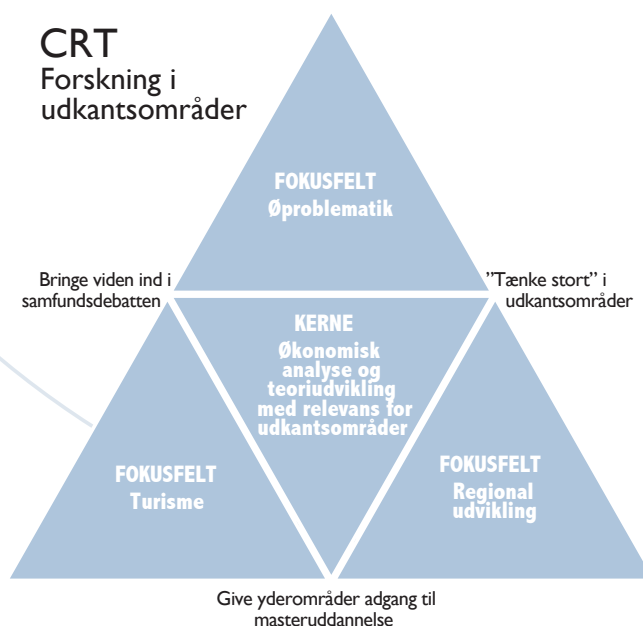 CRT
Forskning i
udkantsområder
FOKUSFELT
Øproblematik
Bringe viden ind i
samfundsdebatten
”Tænke stort” i
udkantsområder
KERNE
Økonomisk
analyse og
teoriudvikling
med relevans for
udkantsområder
FOKUSFELT
Turisme
FOKUSFELT
Regional
udvikling
Give yderområder adgang til
masteruddannelse